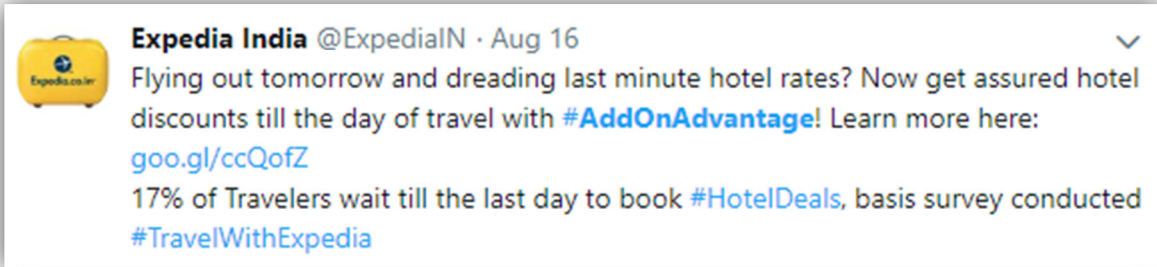 Expedia India @ExpediaIN · Aug 16
Expedia.co.in
Flying out tomorrow and dreading last minute hotel rates? Now get assured hotel
discounts till the day of travel with #AddOnAdvantage! Learn more here:
goo.gl/ccQofZ
17% of Travelers wait till the last day to book #HotelDeals, basis survey conducted
#TravelWithExpedia